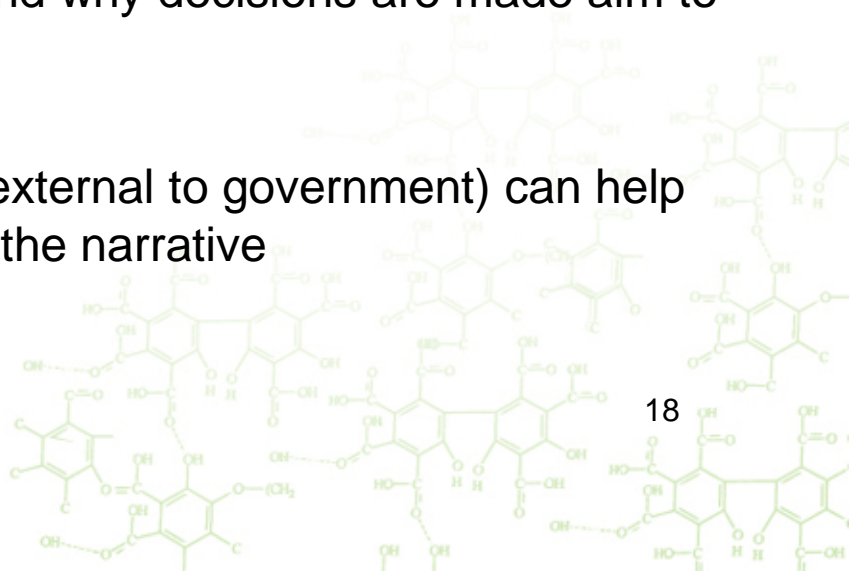 nd why decisions are made aim to
external to government) can help
the narrative
18